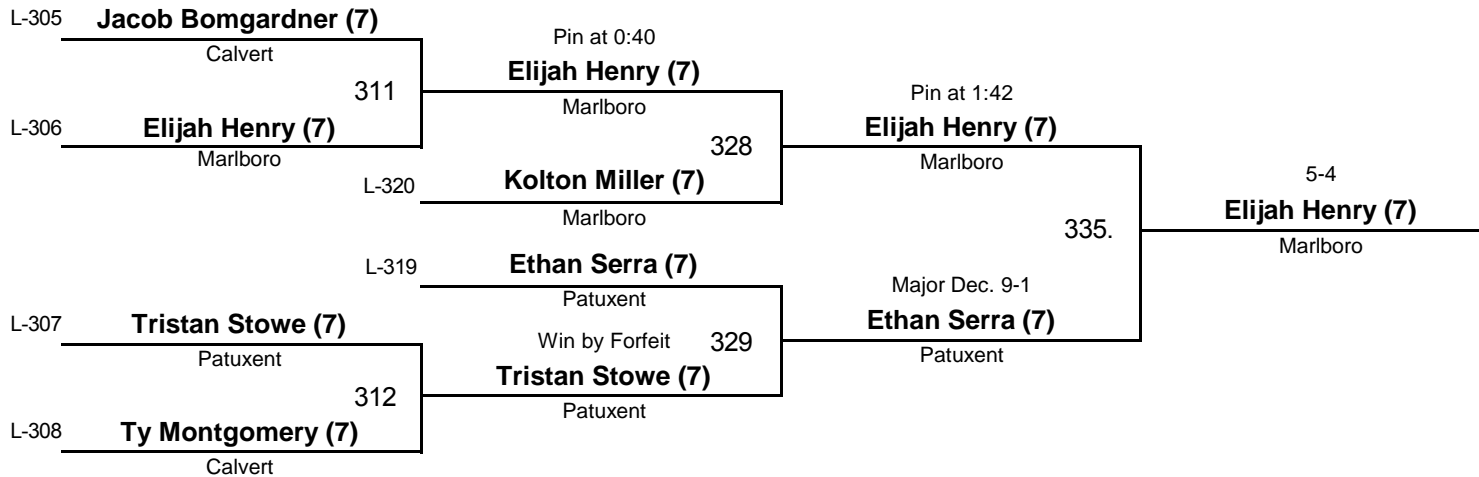 L-305
Jacob Bomgardner (7)
Calvert
311
L-306
Elijah Henry (7)
Marlboro
Pin at 0:40
Elijah Henry (7)
Marlboro
328
L-320
Kolton Miller (7)
Marlboro
L-319
Ethan Serra (7)
Patuxent
L-307
Tristan Stowe (7)
Patuxent
312
L-308
Ty Montgomery (7)
Calvert
Win by Forfeit
329
Tristan Stowe (7)
Patuxent
Pin at 1:42
Elijah Henry (7)
Marlboro
335.
Major Dec. 9-1
Ethan Serra (7)
Patuxent
5-4
Elijah Henry (7)
Marlboro